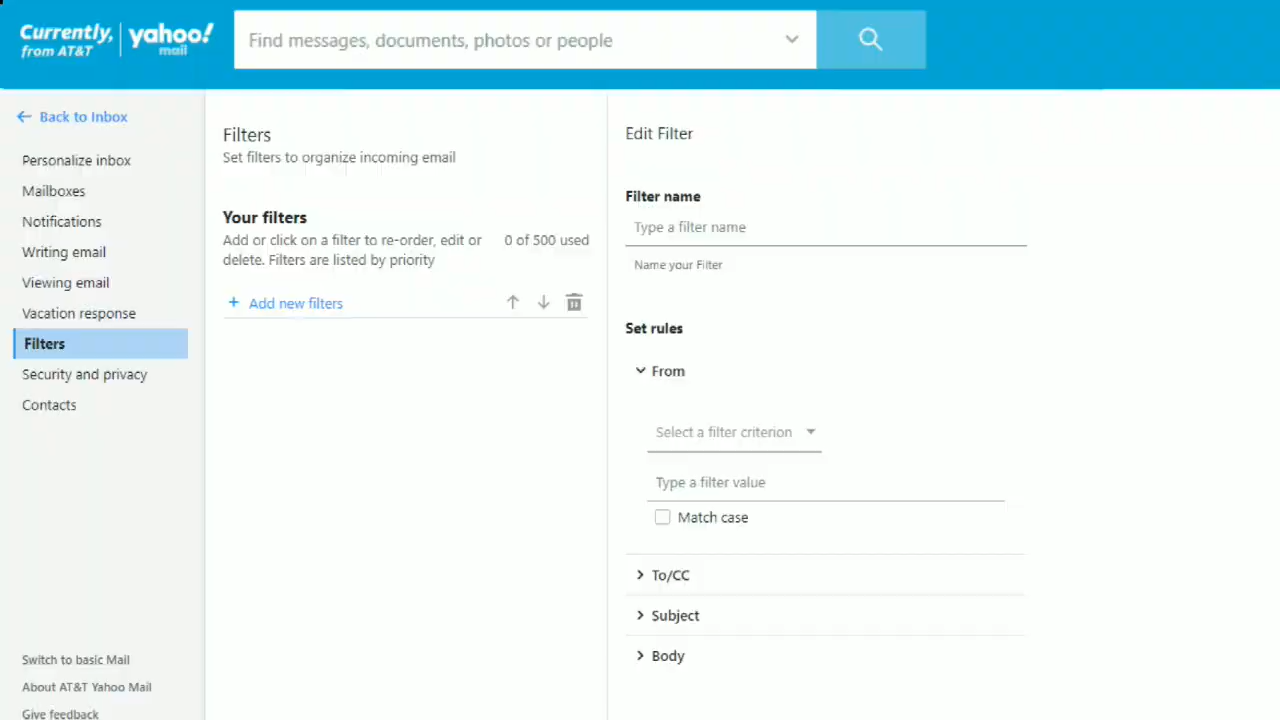 Currently, from AT&T
yahoo! mail
Find messages, documents, photos or people
Back to Inbox
Personalize inbox
Mailboxes
Notifications
Writing email
Viewing email
Vacation response
Filters
Security and privacy
Contacts
Switch to basic Mail
About AT&T Yahoo Mail
Give feedback
Filters
Set filters to organize incoming email
Your filters
Add or click on a filter to re-order, edit or
delete. Filters are listed by priority
0 of 500 used
+ Add new filters
Edit Filter
Filter name
Type a filter name
Name your Filter
Set rules
From
Select a filter criterion
Type a filter value
Match case
To/CC
Subject
Body